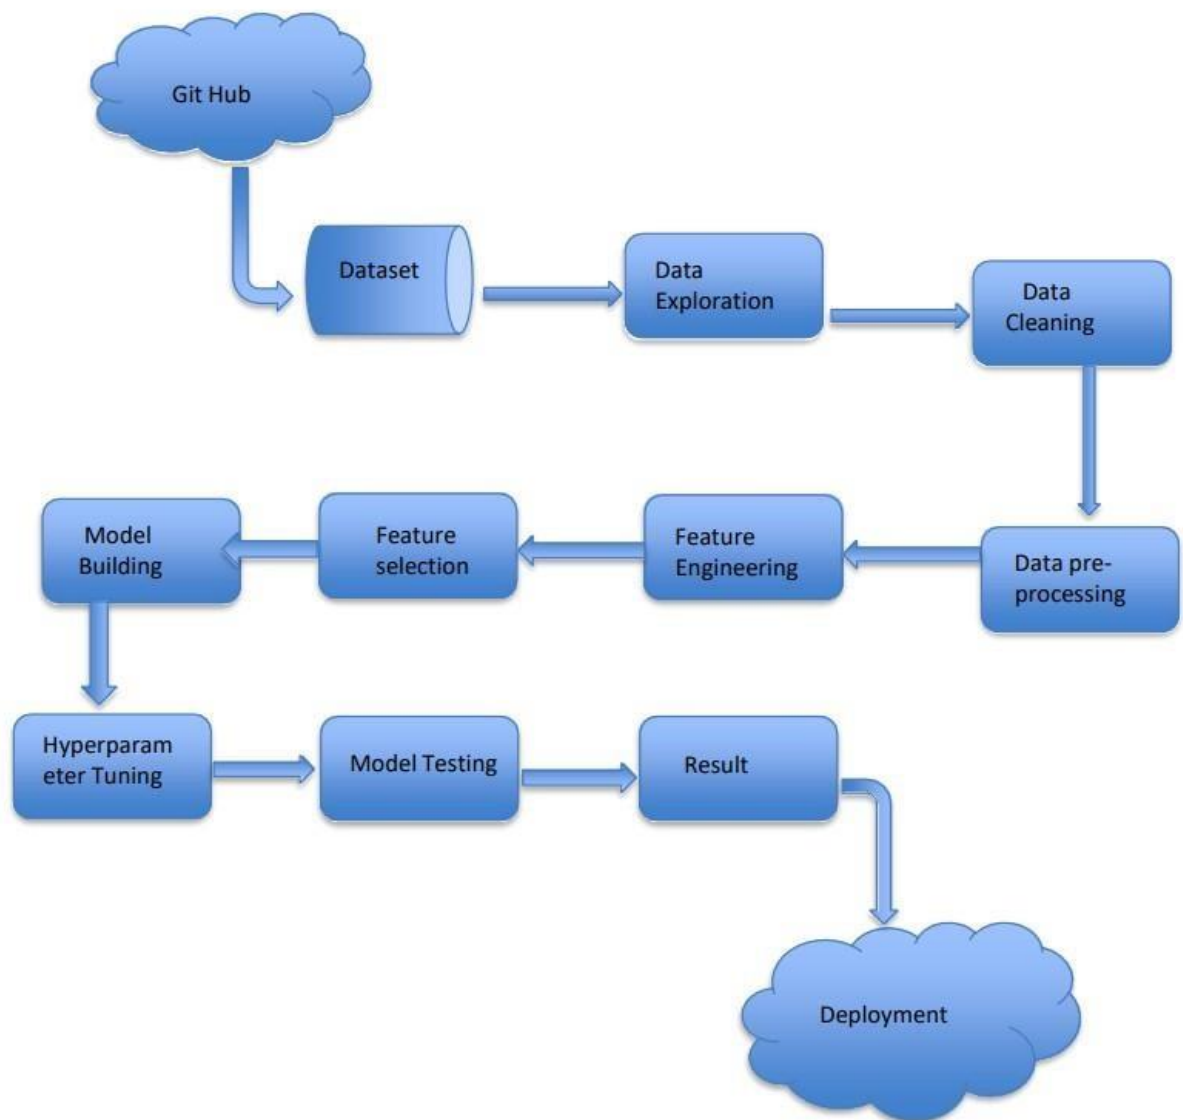 Git Hub
Dataset
Data
Exploration
Data
Cleaning
Data pre-
processing
Feature
Engineering
Feature
selection
Model
Building
Hyperparam
eter Tuning
Model Testing
Result
Deployment